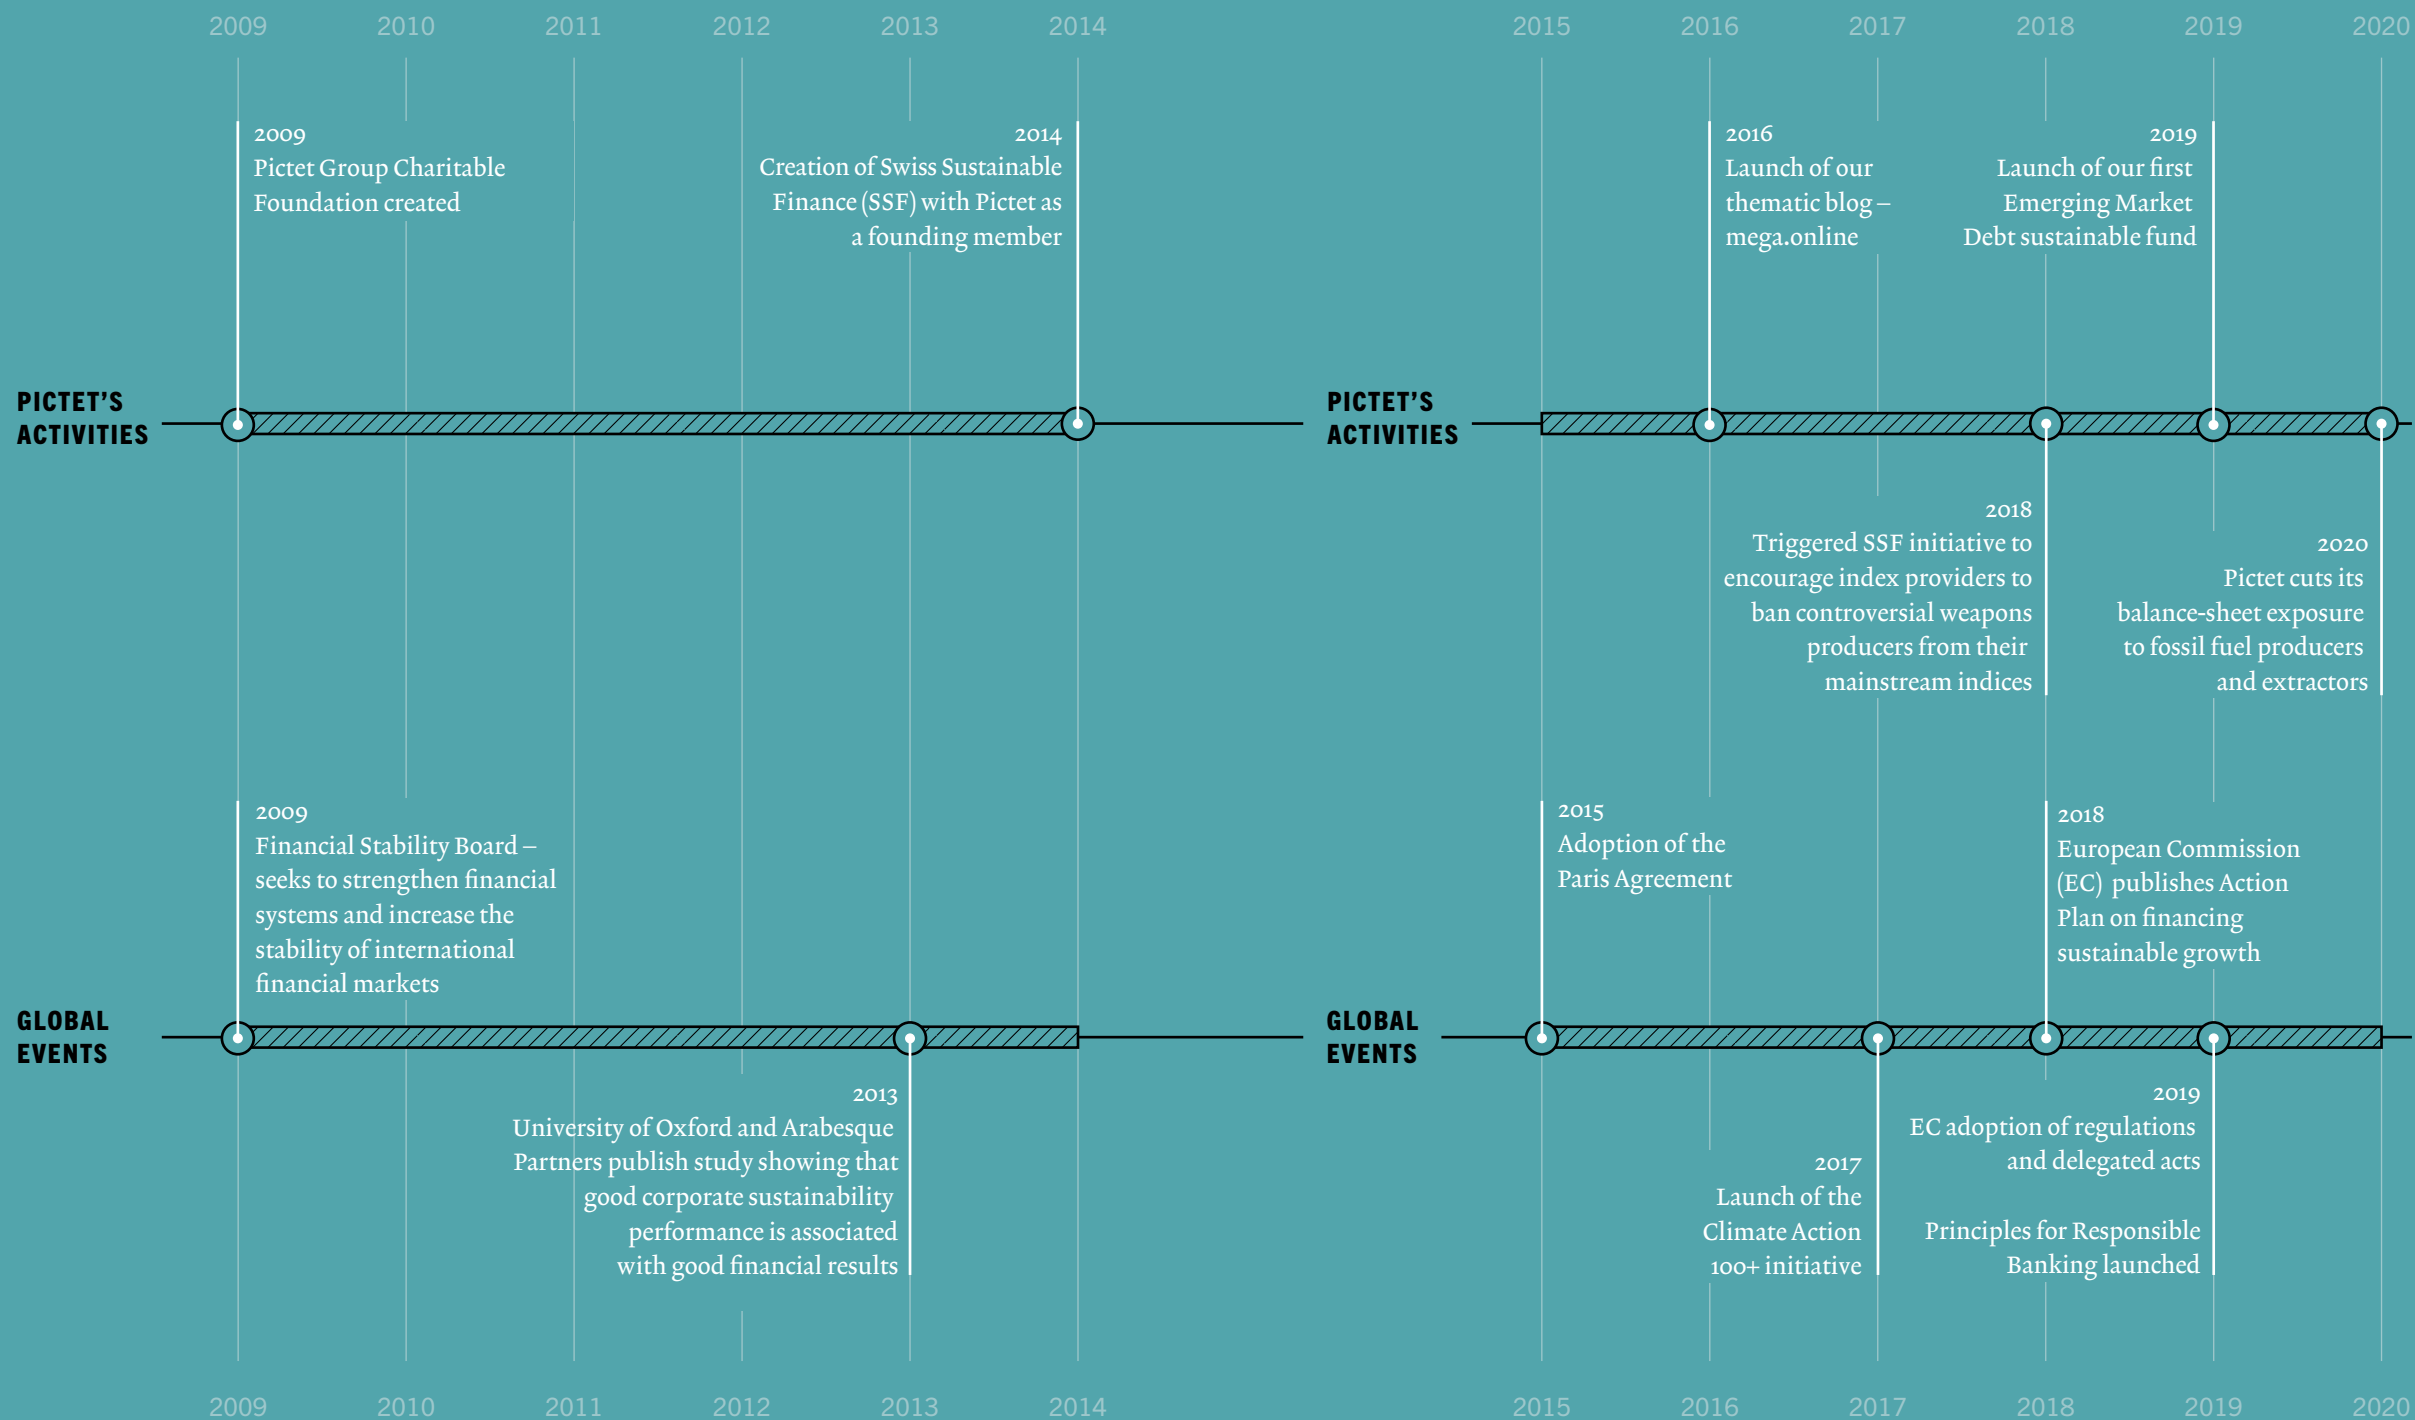 2009 2010 2011 2012 2013 2014 2015 2016 2017 2018 2019 2020
2009
Pictet Group Charitable
Foundation created
2014
Creation of Swiss Sustainable
Finance (SSF) with Pictet as
a founding member
2016
Launch of our
thematic blog –
mega.online
2019
Launch of our first
Emerging Market
Debt sustainable fund
PICTET’S
ACTIVITIES
PICTET’S
ACTIVITIES
2018
Triggered SSF initiative to
encourage index providers to
ban controversial weapons
producers from their
mainstream indices
2020
Pictet cuts its
balance-sheet exposure
to fossil fuel producers
and extractors
2009
Financial Stability Board –
seeks to strengthen financial
systems and increase the
stability of international
financial markets
2015
Adoption of the
Paris Agreement
2018
European Commission
(EC) publishes Action
Plan on financing
sustainable growth
GLOBAL
EVENTS
GLOBAL
EVENTS
2013
University of Oxford and Arabesque
Partners publish study showing that
good corporate sustainability
performance is associated
with good financial results
2017
Launch of the
Climate Action
100+ initiative
2019
EC adoption of regulations
and delegated acts
Principles for Responsible
Banking launched
2009 2010 2011 2012 2013 2014 2015 2016 2017 2018 2019 2020